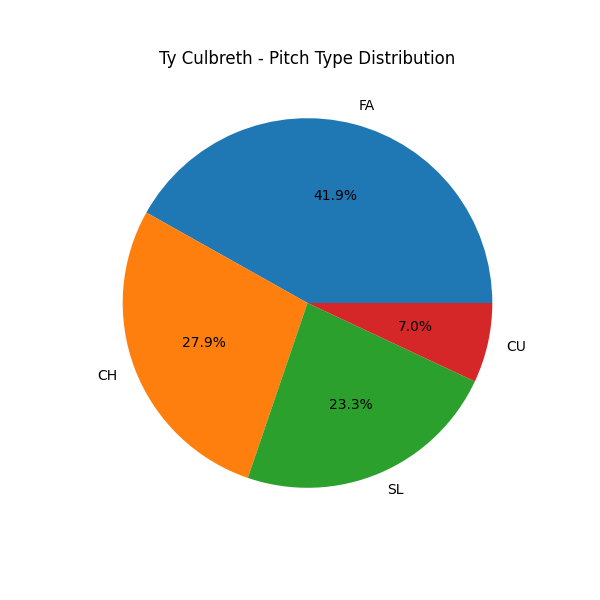 Ty Culbreth - Pitch Type Distribution
FA
41.9%
27.9%
7.0%
CU
CH
23.3%
SL